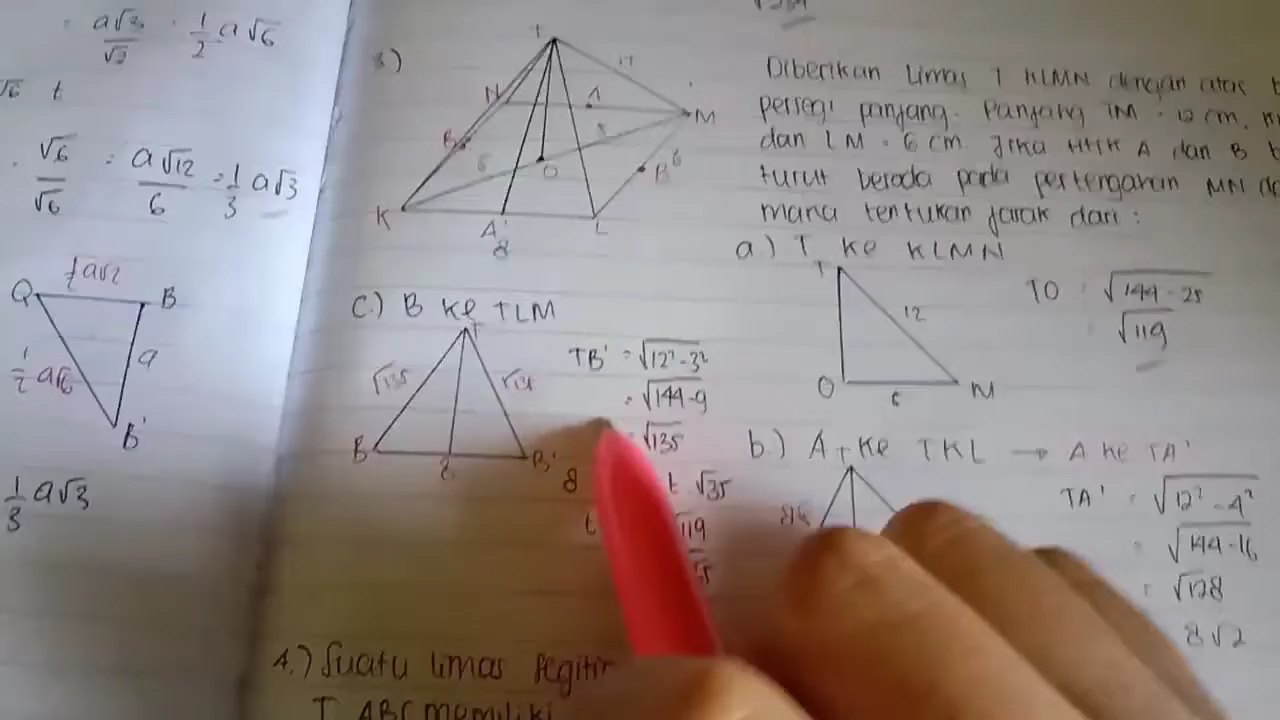 = a√3/√2 · 1/2 a√6
√6 t
√6/√6 = a√12/6 = 1/3 a√3
1/2 a√2
Q B
1/2 a√6 a
B'
1/3 a√3
3)
T
N A M
B
6 O B' 6
K A' L
8
Diberikan limas T KLMN dengan alas
persegi panjang. Panjang TM = 12 cm.
dan LM = 6 cm. Jika titik A dan B
turut berada pada pertengahan MN
mana tentukan jarak dari :
a.) T ke KLMN
T
12
O M
TO = √144 - 25
√119
c.) B ke TLM
T
√135 √135
B 8 B'
TB' = √12² - 3²
= √144 - 9
= √135
8 t √35
t √119
b.) A ke TKL → A ke TA'
T
TA' = √12² - 4²
= √144 - 16
= √128
8√2
4.) Suatu limas
T ABC memiliki